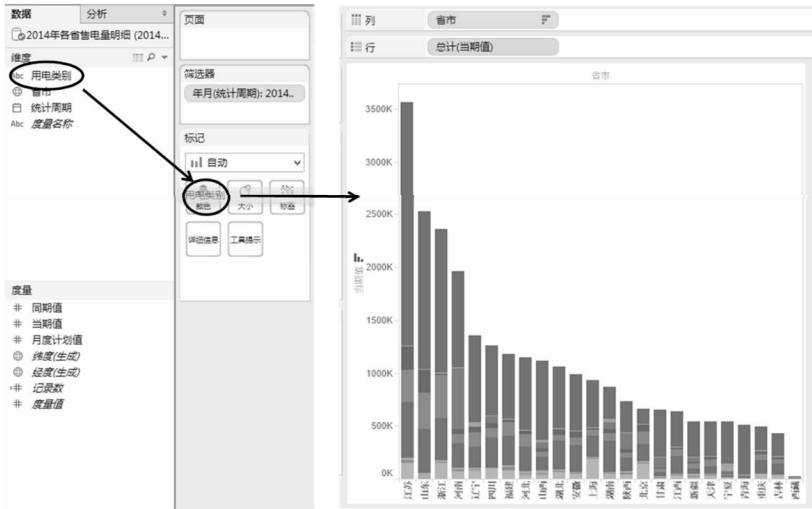 数据 分析
2014年各省售电量明细 (2014...
维度
Abc 用电类别
省市
统计周期
Abc 度量名称
度量
同期值
当期值
月度计划值
纬度(生成)
经度(生成)
记录数
度量值
页面
筛选器
年月(统计周期): 2014..
标记
自动
用电类别
颜色 大小 标签
详细信息 工具提示
列 省市
行 总计(当期值)
省市
当期值
3500K
3000K
2500K
2000K
1500K
1000K
500K
0K
江苏 山东 浙江 河南 辽宁 四川 福建 河北 山西 湖北 安徽 上海 湖南 陕西 北京 甘肃 江西 新疆 天津 宁夏 青海 重庆 吉林 西藏